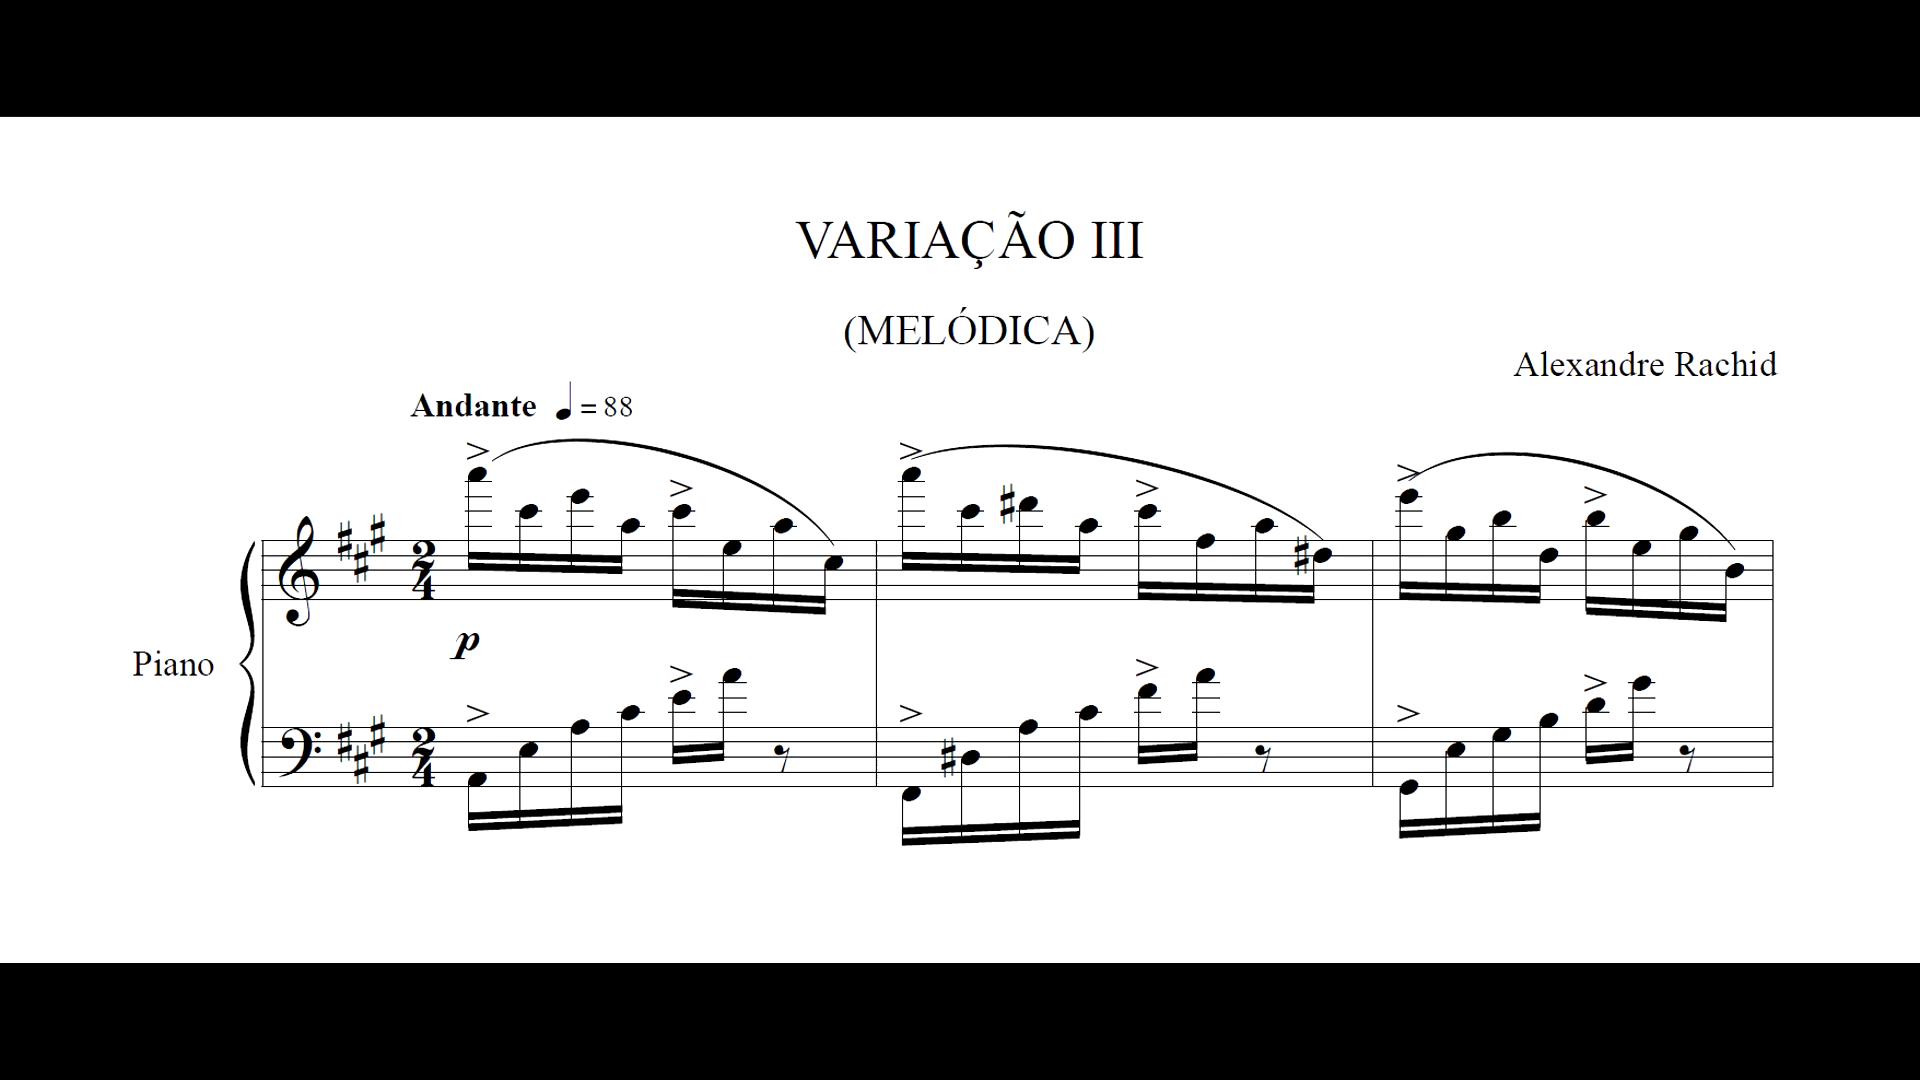 VARIAÇÃO III
(MELÓDICA)
Alexandre Rachid
Andante ♩ = 88
p
Piano